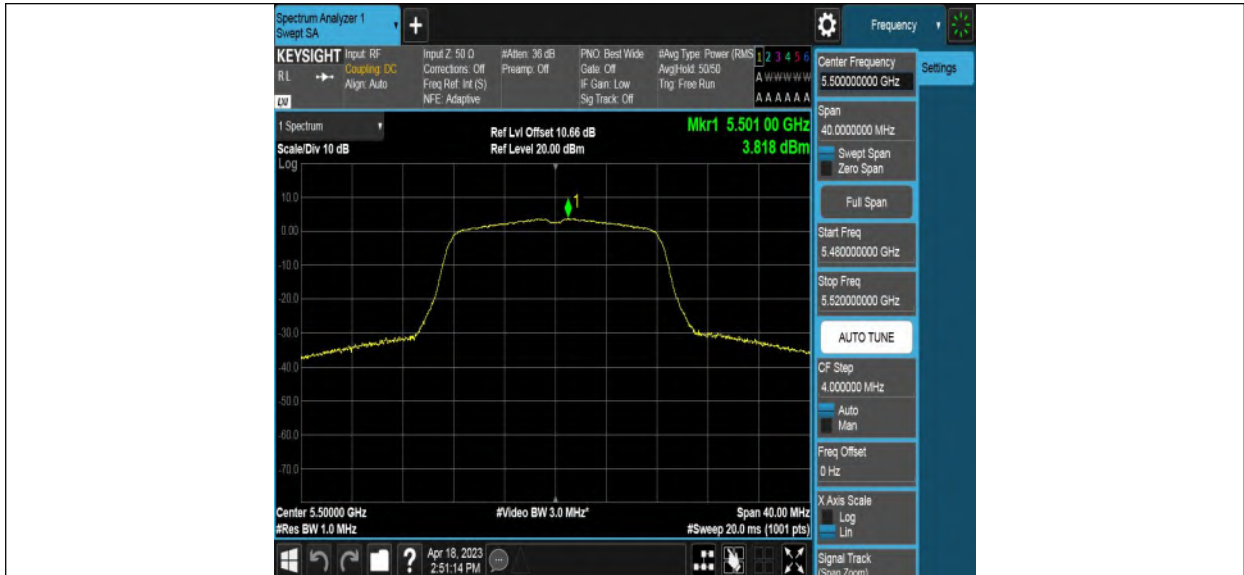 Spectrum Analyzer 1
Swept SA
+
Frequency
KEYSIGHT
R L
LXI
Input: RF
Coupling: DC
Align: Auto
Input Z: 50 Ω
Corrections: Off
Freq Ref: Int (S)
NFE: Adaptive
#Atten: 36 dB
Preamp: Off
PNO: Best Wide
Gate: Off
IF Gain: Low
Sig Track: Off
#Avg Type: Power (RMS
Avg|Hold: 50/50
Trig: Free Run
1 2 3 4 5 6
A W W W W W
A A A A A A
1 Spectrum
Scale/Div 10 dB
Log
Ref Lvl Offset 10.66 dB
Ref Level 20.00 dBm
Mkr1 5.501 00 GHz
3.818 dBm
1
10.0
0.00
-10.0
-20.0
-30.0
-40.0
-50.0
-60.0
-70.0
Center 5.50000 GHz
#Res BW 1.0 MHz
#Video BW 3.0 MHz*
Span 40.00 MHz
#Sweep 20.0 ms (1001 pts)
?
Apr 18, 2023
2:51:14 PM
Center Frequency
5.500000000 GHz
Settings
Span
40.0000000 MHz
Swept Span
Zero Span
Full Span
Start Freq
5.480000000 GHz
Stop Freq
5.520000000 GHz
AUTO TUNE
CF Step
4.000000 MHz
Auto
Man
Freq Offset
0 Hz
X Axis Scale
Log
Lin
Signal Track
(Span Zoom)